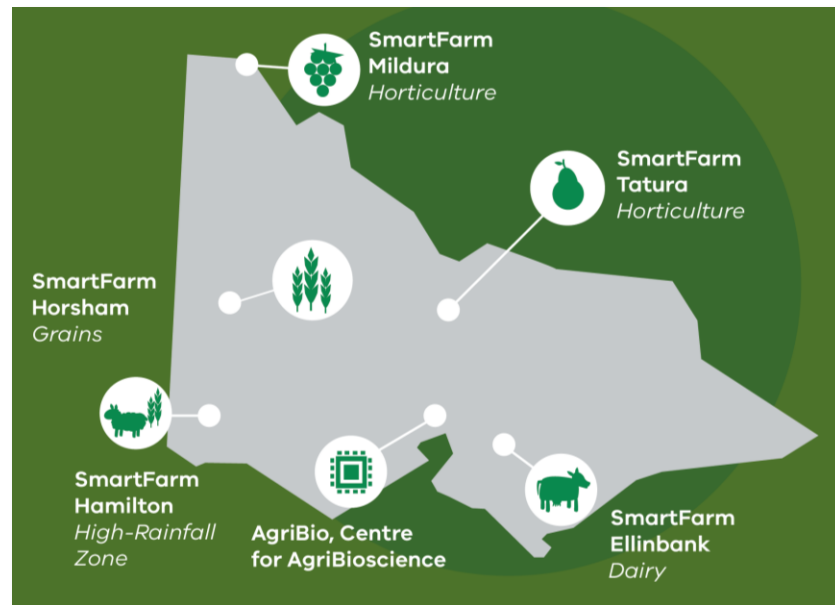 SmartFarm
Mildura
Horticulture
SmartFarm
Tatura
Horticulture
SmartFarm
Horsham
Grains
SmartFarm
Hamilton
High-Rainfall
Zone
AgriBio, Centre
for AgriBioscience
SmartFarm
Ellinbank
Dairy